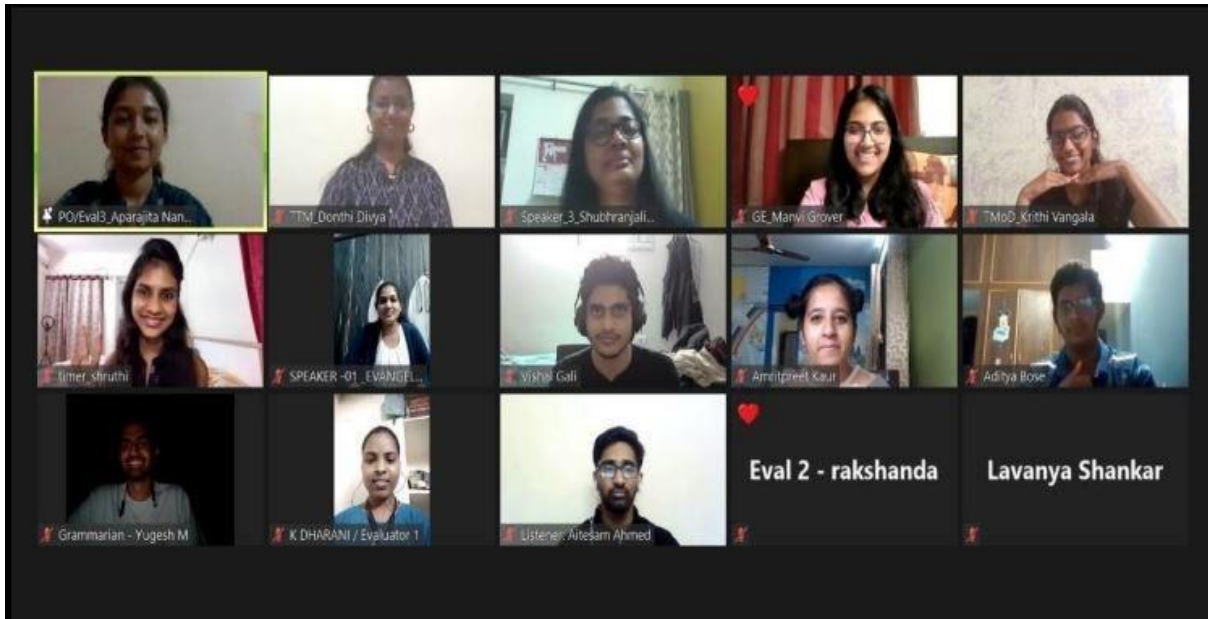 PO/Eval3_Aparajita Nan...
TTM_Donthi Divya
Speaker_3_Shubhranjali...
GE_Manvi Grover
TMoD_Krithi Vangala
timer_shruthi
SPEAKER -01_EVANGEL...
Vishal Gali
Amritpreet Kaur
Aditya Bose
Grammarian - Yugesh M
K DHARANI / Evaluator 1
Listener: Aitesam Ahmed
Eval 2 - rakshanda
Lavanya Shankar